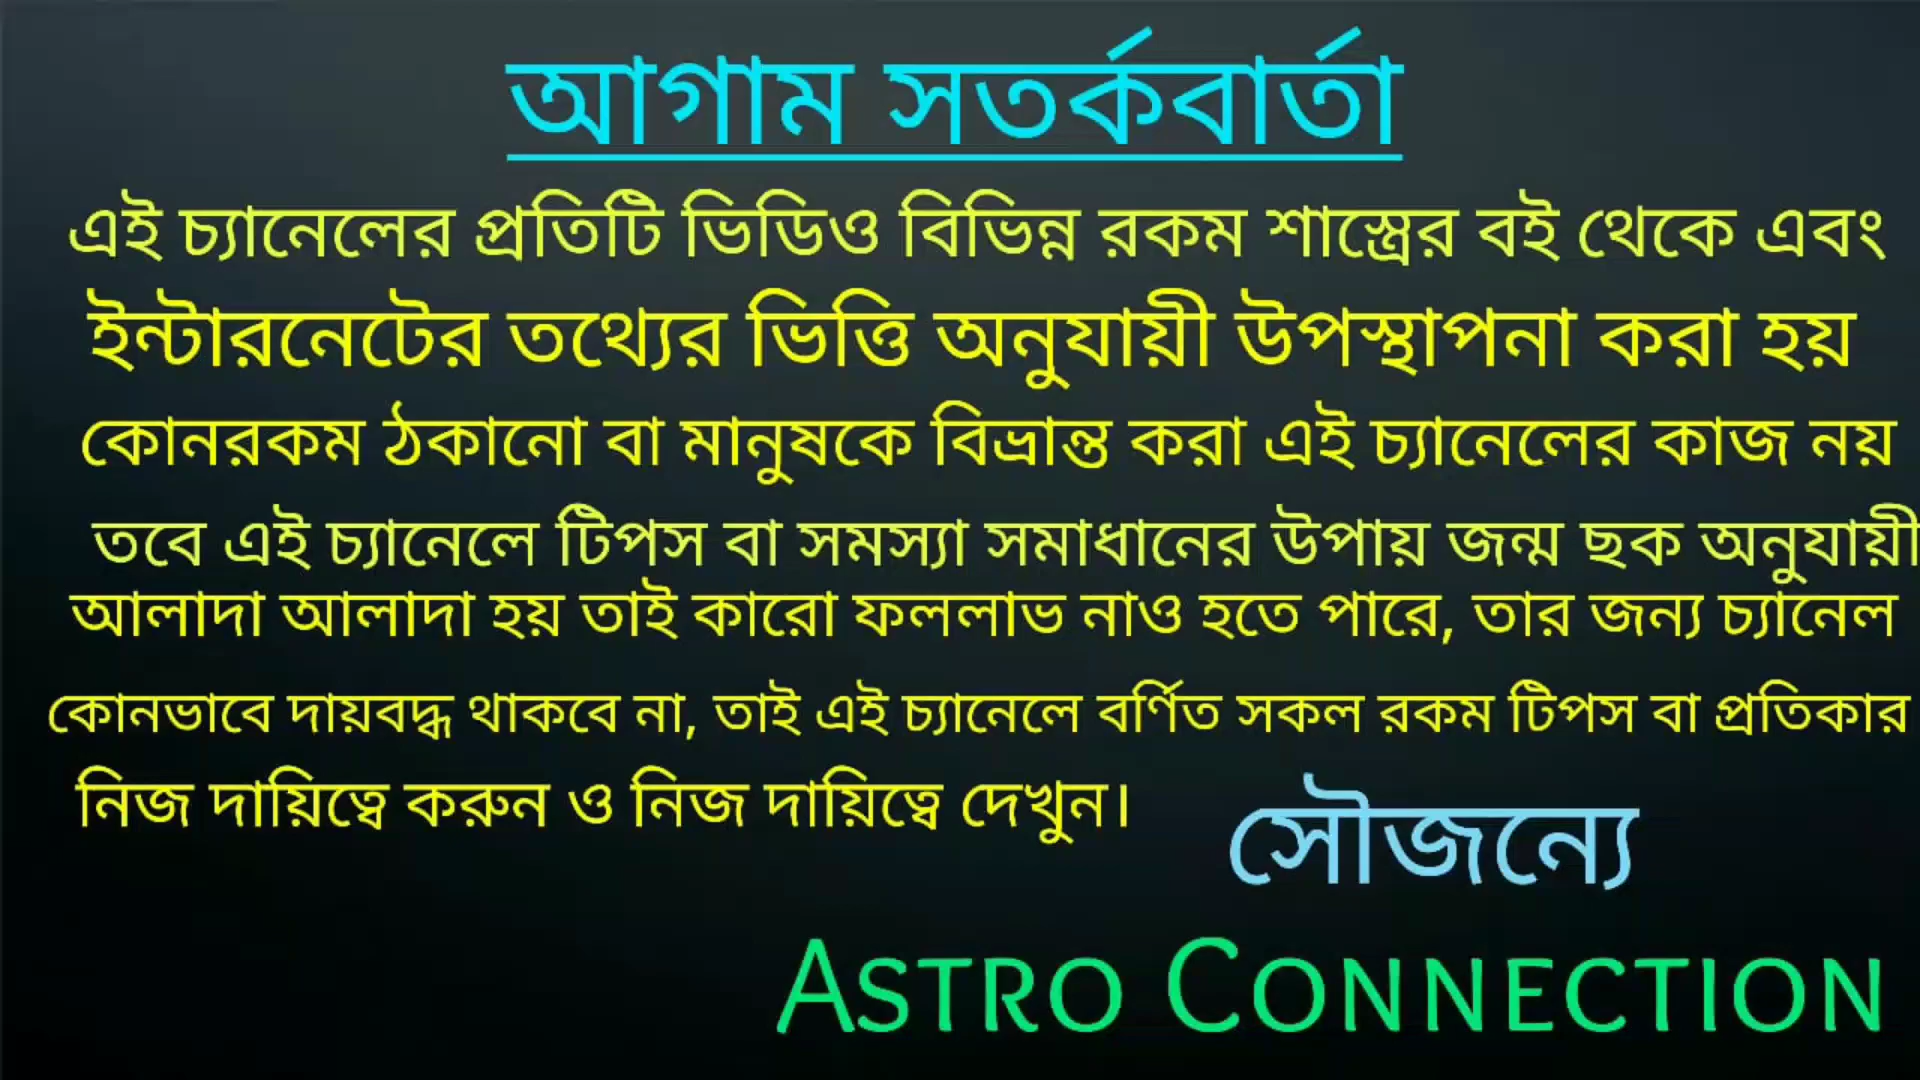 আগাম সতর্কবার্তা
এই চ্যানেলের প্রতিটি ভিডিও বিভিন্ন রকম শাস্ত্রের বই থেকে এবং
ইন্টারনেটের তথ্যের ভিত্তি অনুযায়ী উপস্থাপনা করা হয়
কোনরকম ঠকানো বা মানুষকে বিভ্রান্ত করা এই চ্যানেলের কাজ নয়
তবে এই চ্যানেলে টিপস বা সমস্যা সমাধানের উপায় জন্ম ছক অনুযায়ী
আলাদা আলাদা হয় তাই কারো ফললাভ নাও হতে পারে, তার জন্য চ্যানেল
কোনভাবে দায়বদ্ধ থাকবে না, তাই এই চ্যানেলে বর্ণিত সকল রকম টিপস বা প্রতিকার
নিজ দায়িত্বে করুন ও নিজ দায়িত্বে দেখুন।
সৌজন্যে
ASTRO CONNECTION